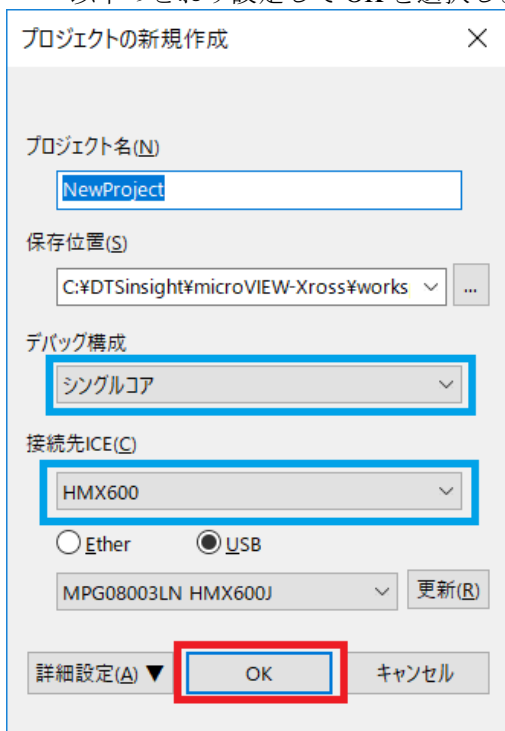 プロジェクトの新規作成
プロジェクト名(N)
NewProject
保存位置(S)
C:¥DTSinsight¥microVIEW-Xross¥works
...
デバッグ構成
シングルコア
接続先ICE(C)
HMX600
Ether USB
MPG08003LN HMX600J 更新(R)
詳細設定(A) ▼ OK キャンセル